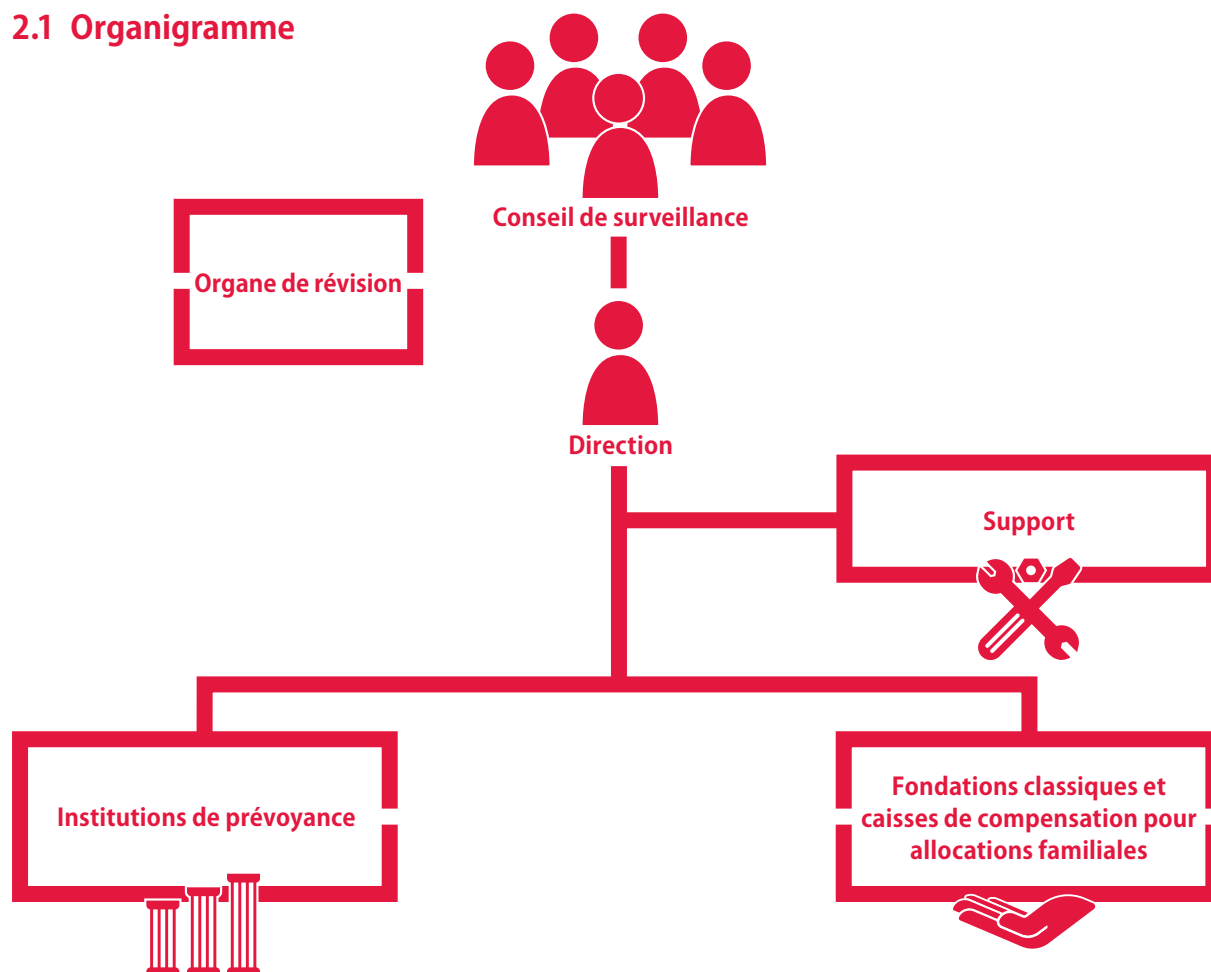 2.1 Organigramme
Conseil de surveillance
Organe de révision
Direction
Support
Institutions de prévoyance
Fondations classiques et
caisses de compensation pour
allocations familiales